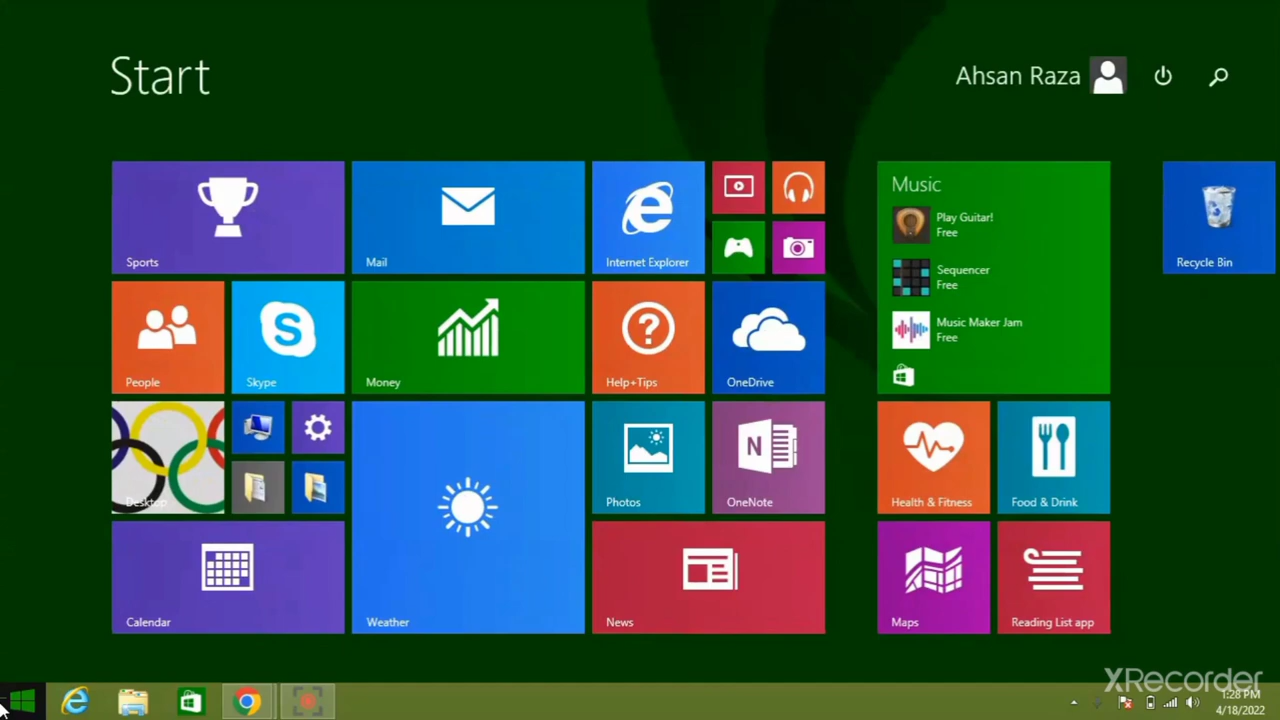 Start
Ahsan Raza
Sports
Mail
Internet Explorer
Music
Play Guitar!
Free
Sequencer
Free
Music Maker Jam
Free
Recycle Bin
People
Skype
Money
Help+Tips
OneDrive
Desktop
Photos
N
OneNote
Health & Fitness
Food & Drink
Calendar
Weather
News
Maps
Reading List app
XRecorder
1:28 PM
4/18/2022